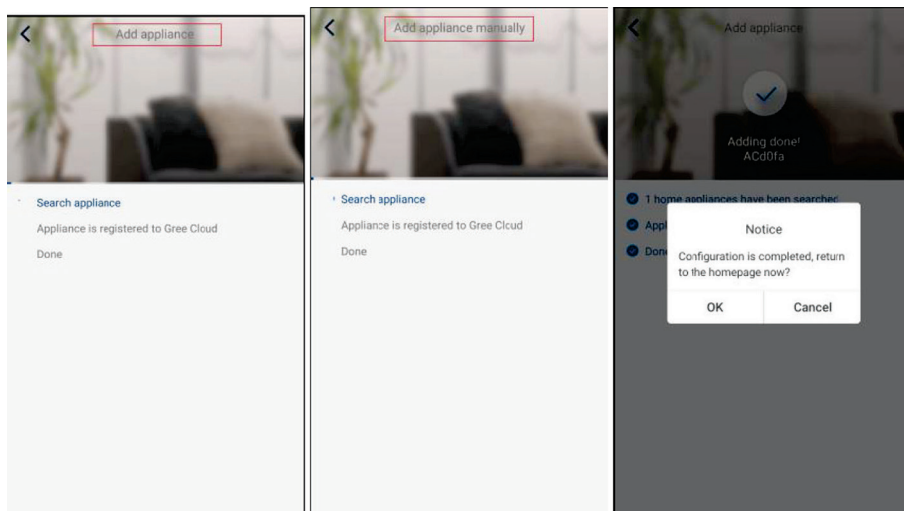 Add appliance
Search appliance
Appliance is registered to Gree Cloud
Done
Add appliance manually
Search appliance
Appliance is registered to Gree Cloud
Done
Add appliance
Adding done!
ACd0fa
1 home appliances have been searched
Appl
Done
Notice
Configuration is completed, return
to the homepage now?
OK
Cancel